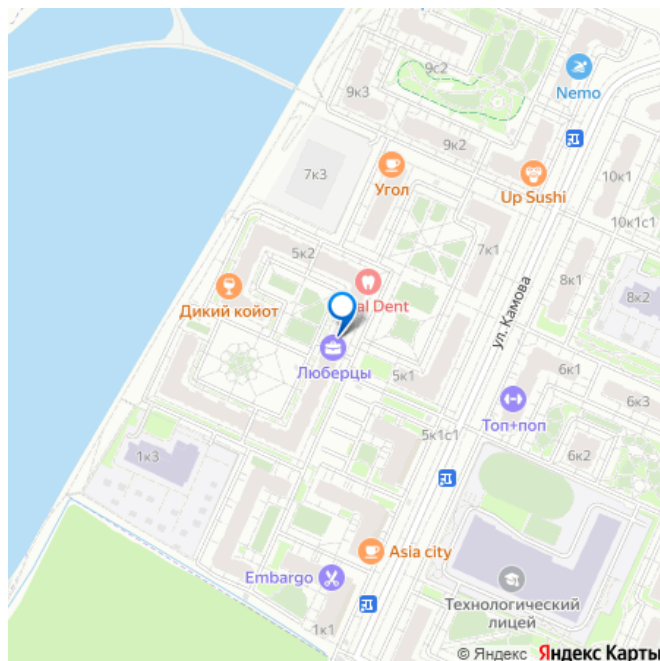 9с2
Nemo
9к3
9к2
7к3
Угол
Up Sushi
10к1
10к1с1
5к2
7к1
8к1
8к2
al Dent
Дикий койот
ул. Камова
Люберцы
5к1
6к1
6к3
Топ+поп
5к1с1
6к2
1к3
Asia city
Embargo
Технологический
лицей
1к1
© Яндекс Яндекс Карты